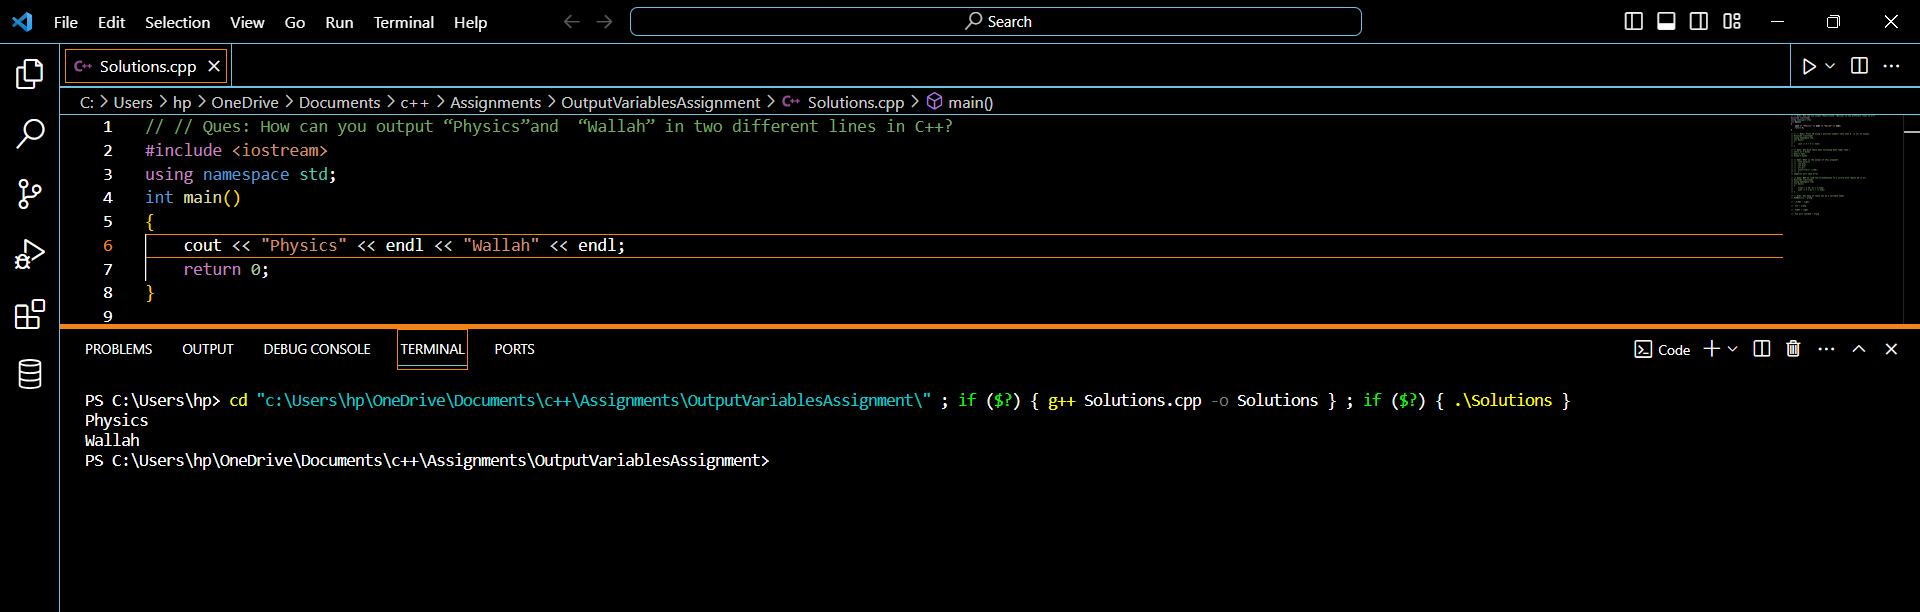 File Edit Selection View Go Run Terminal Help
Search
C++ Solutions.cpp
C: > Users > hp > OneDrive > Documents > c++ > Assignments > OutputVariablesAssignment > C++ Solutions.cpp > main()
1 // // Ques: How can you output “Physics”and  “Wallah” in two different lines in C++?
2 #include <iostream>
3 using namespace std;
4 int main()
5 {
6     cout << "Physics" << endl << "Wallah" << endl;
7     return 0;
8 }
9
PROBLEMS OUTPUT DEBUG CONSOLE TERMINAL PORTS
Code
PS C:\Users\hp> cd "c:\Users\hp\OneDrive\Documents\c++\Assignments\OutputVariablesAssignment\" ; if ($?) { g++ Solutions.cpp -o Solutions } ; if ($?) { .\Solutions }
Physics
Wallah
PS C:\Users\hp\OneDrive\Documents\c++\Assignments\OutputVariablesAssignment>